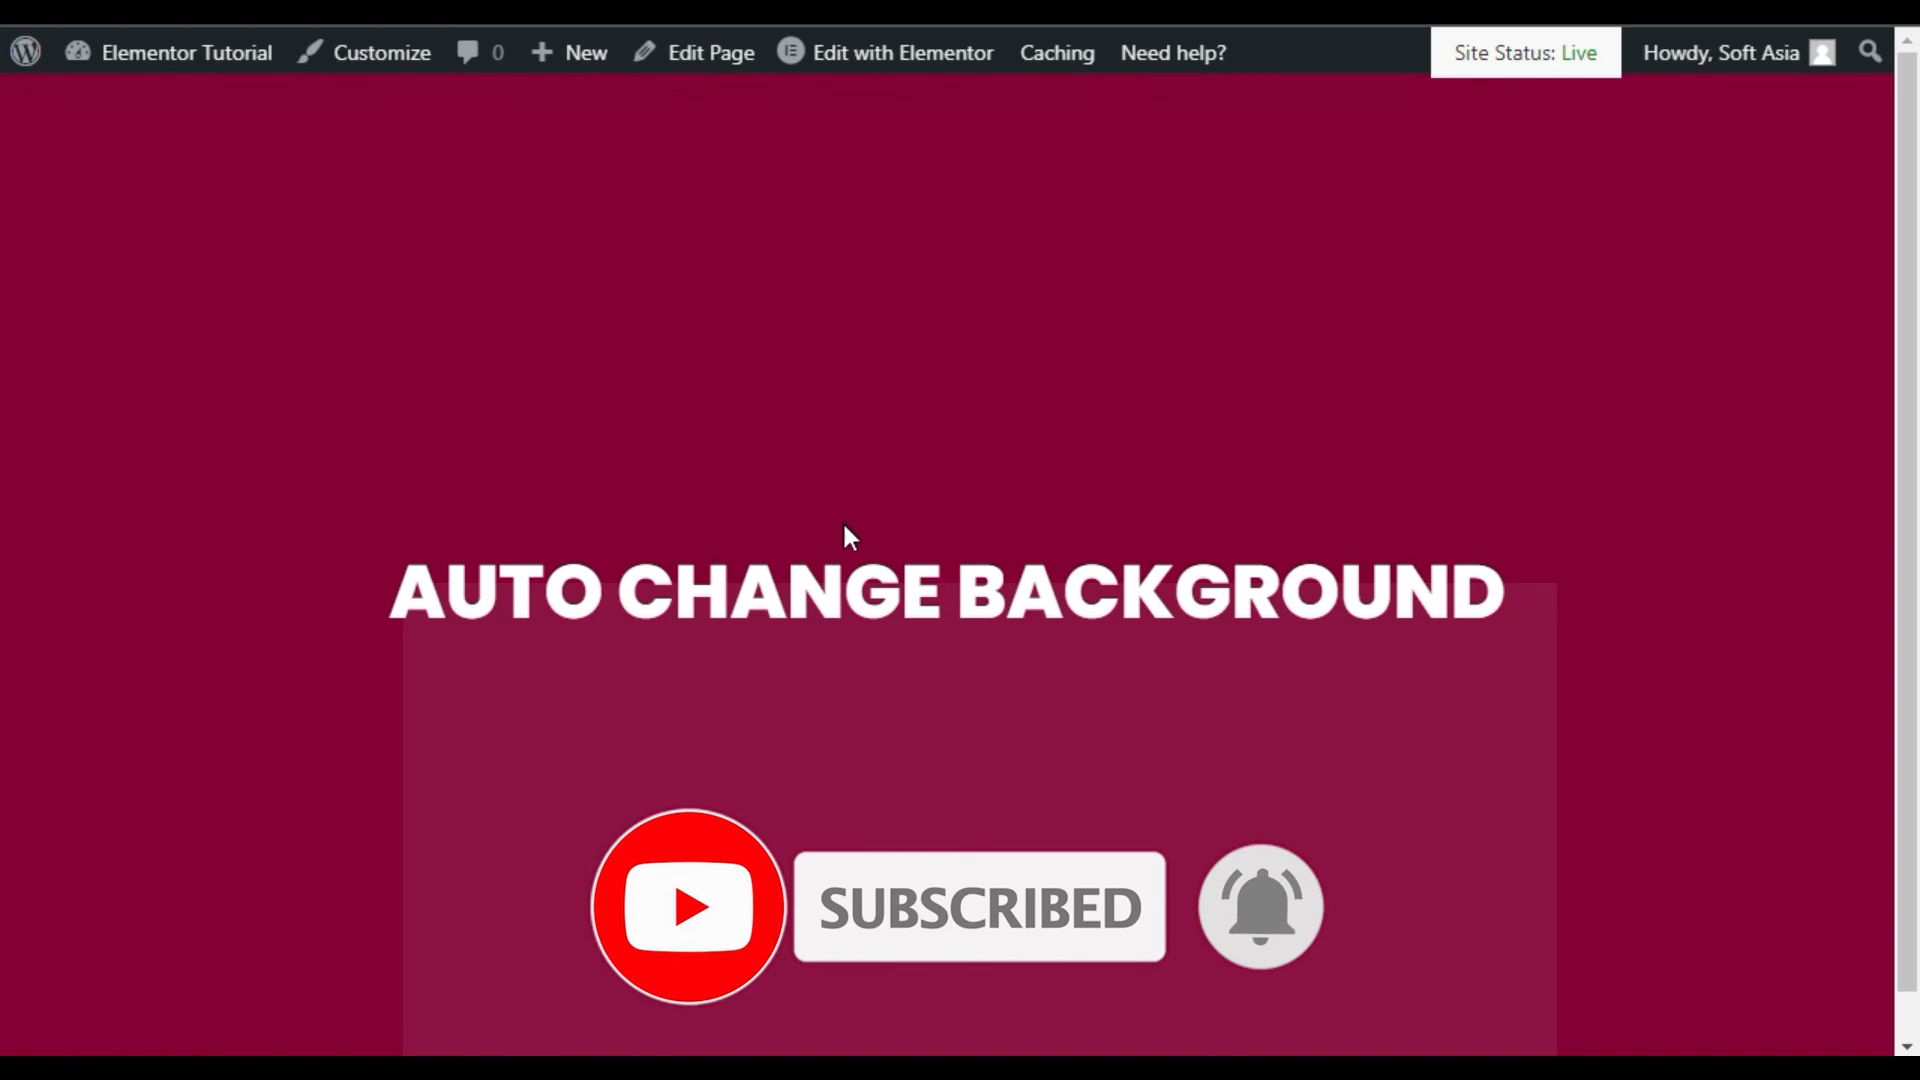 Elementor Tutorial Customize 0 New Edit Page Edit with Elementor Caching Need help? Site Status: Live Howdy, Soft Asia
AUTO CHANGE BACKGROUND
SUBSCRIBED